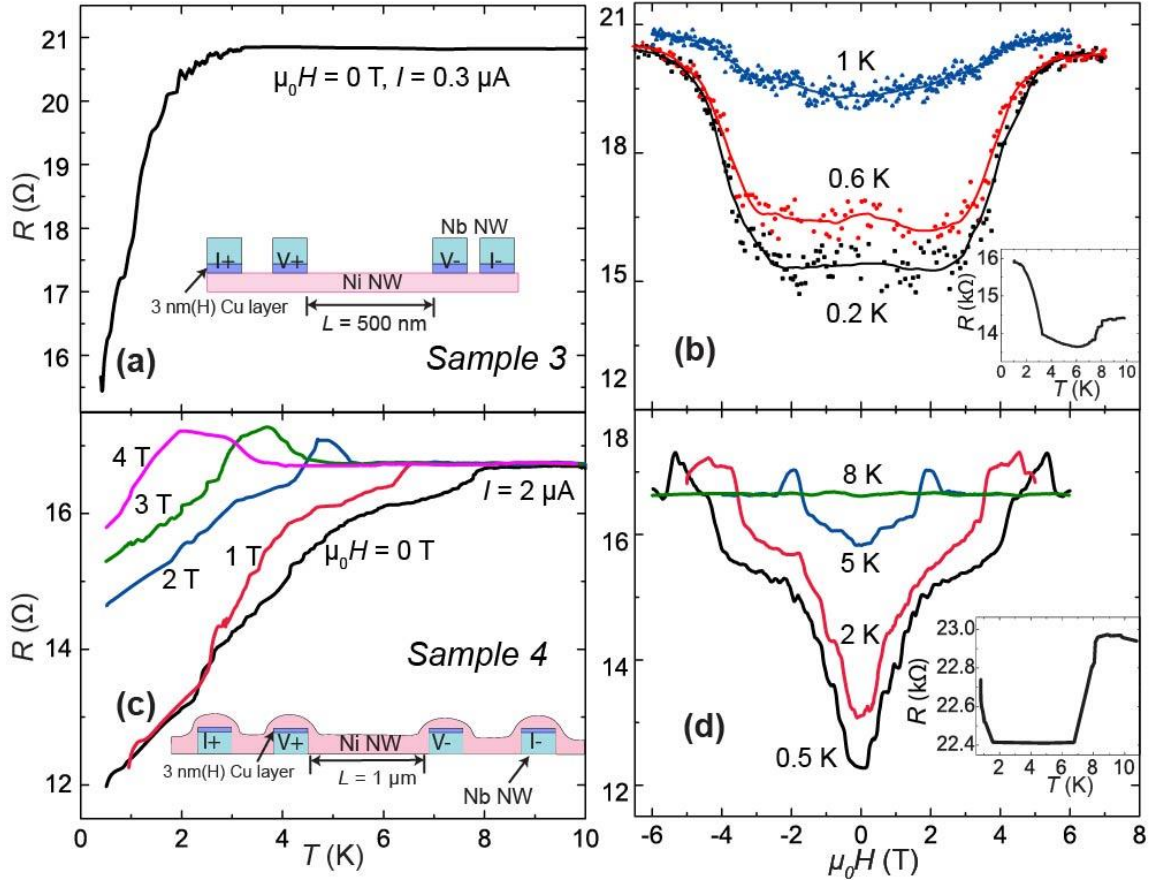 21
20
19
18
17
16
R (Ω)
μ₀H = 0 T, I = 0.3 μA
Nb NW
I+ V+ V- I-
Ni NW
3 nm(H) Cu layer
L = 500 nm
(a)
Sample 3
21
18
15
12
1 K
0.6 K
0.2 K
(b)
16
15
14
R (kΩ)
0 2 4 6 8 10
T (K)
16
14
12
R (Ω)
4 T
3 T
2 T
1 T
μ₀H = 0 T
I = 2 μA
Sample 4
(c)
I+ V+ Ni NW V- I-
3 nm(H) Cu layer
L = 1 μm
Nb NW
0 2 4 6 8 10
T (K)
18
16
14
12
8 K
5 K
2 K
0.5 K
(d)
23.0
22.8
22.6
22.4
R (kΩ)
2 4 6 8 10
T (K)
-6 -4 -2 0 2 4 6 8
μ₀H (T)